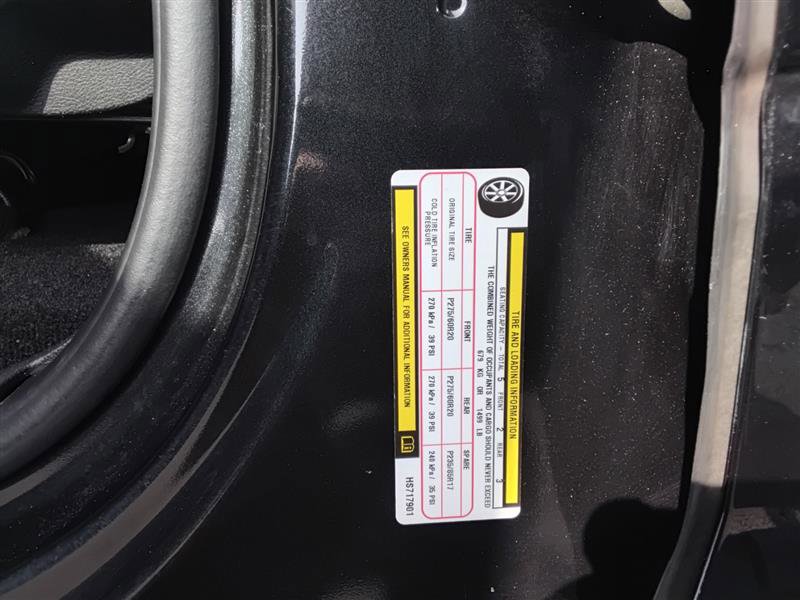 TIRE AND LOADING INFORMATION
SEATING CAPACITY - TOTAL 5 FRONT 2 REAR 3
THE COMBINED WEIGHT OF OCCUPANTS AND CARGO SHOULD NEVER EXCEED
679 KG OR 1499 LB
TIRE FRONT REAR SPARE
ORIGINAL TIRE SIZE P275/60R20 P275/60R20 P235/85R17
COLD TIRE INFLATION PRESSURE 270 kPa / 39 PSI 270 kPa / 39 PSI 240 kPa / 35 PSI
SEE OWNERS MANUAL FOR ADDITIONAL INFORMATION
HS717901